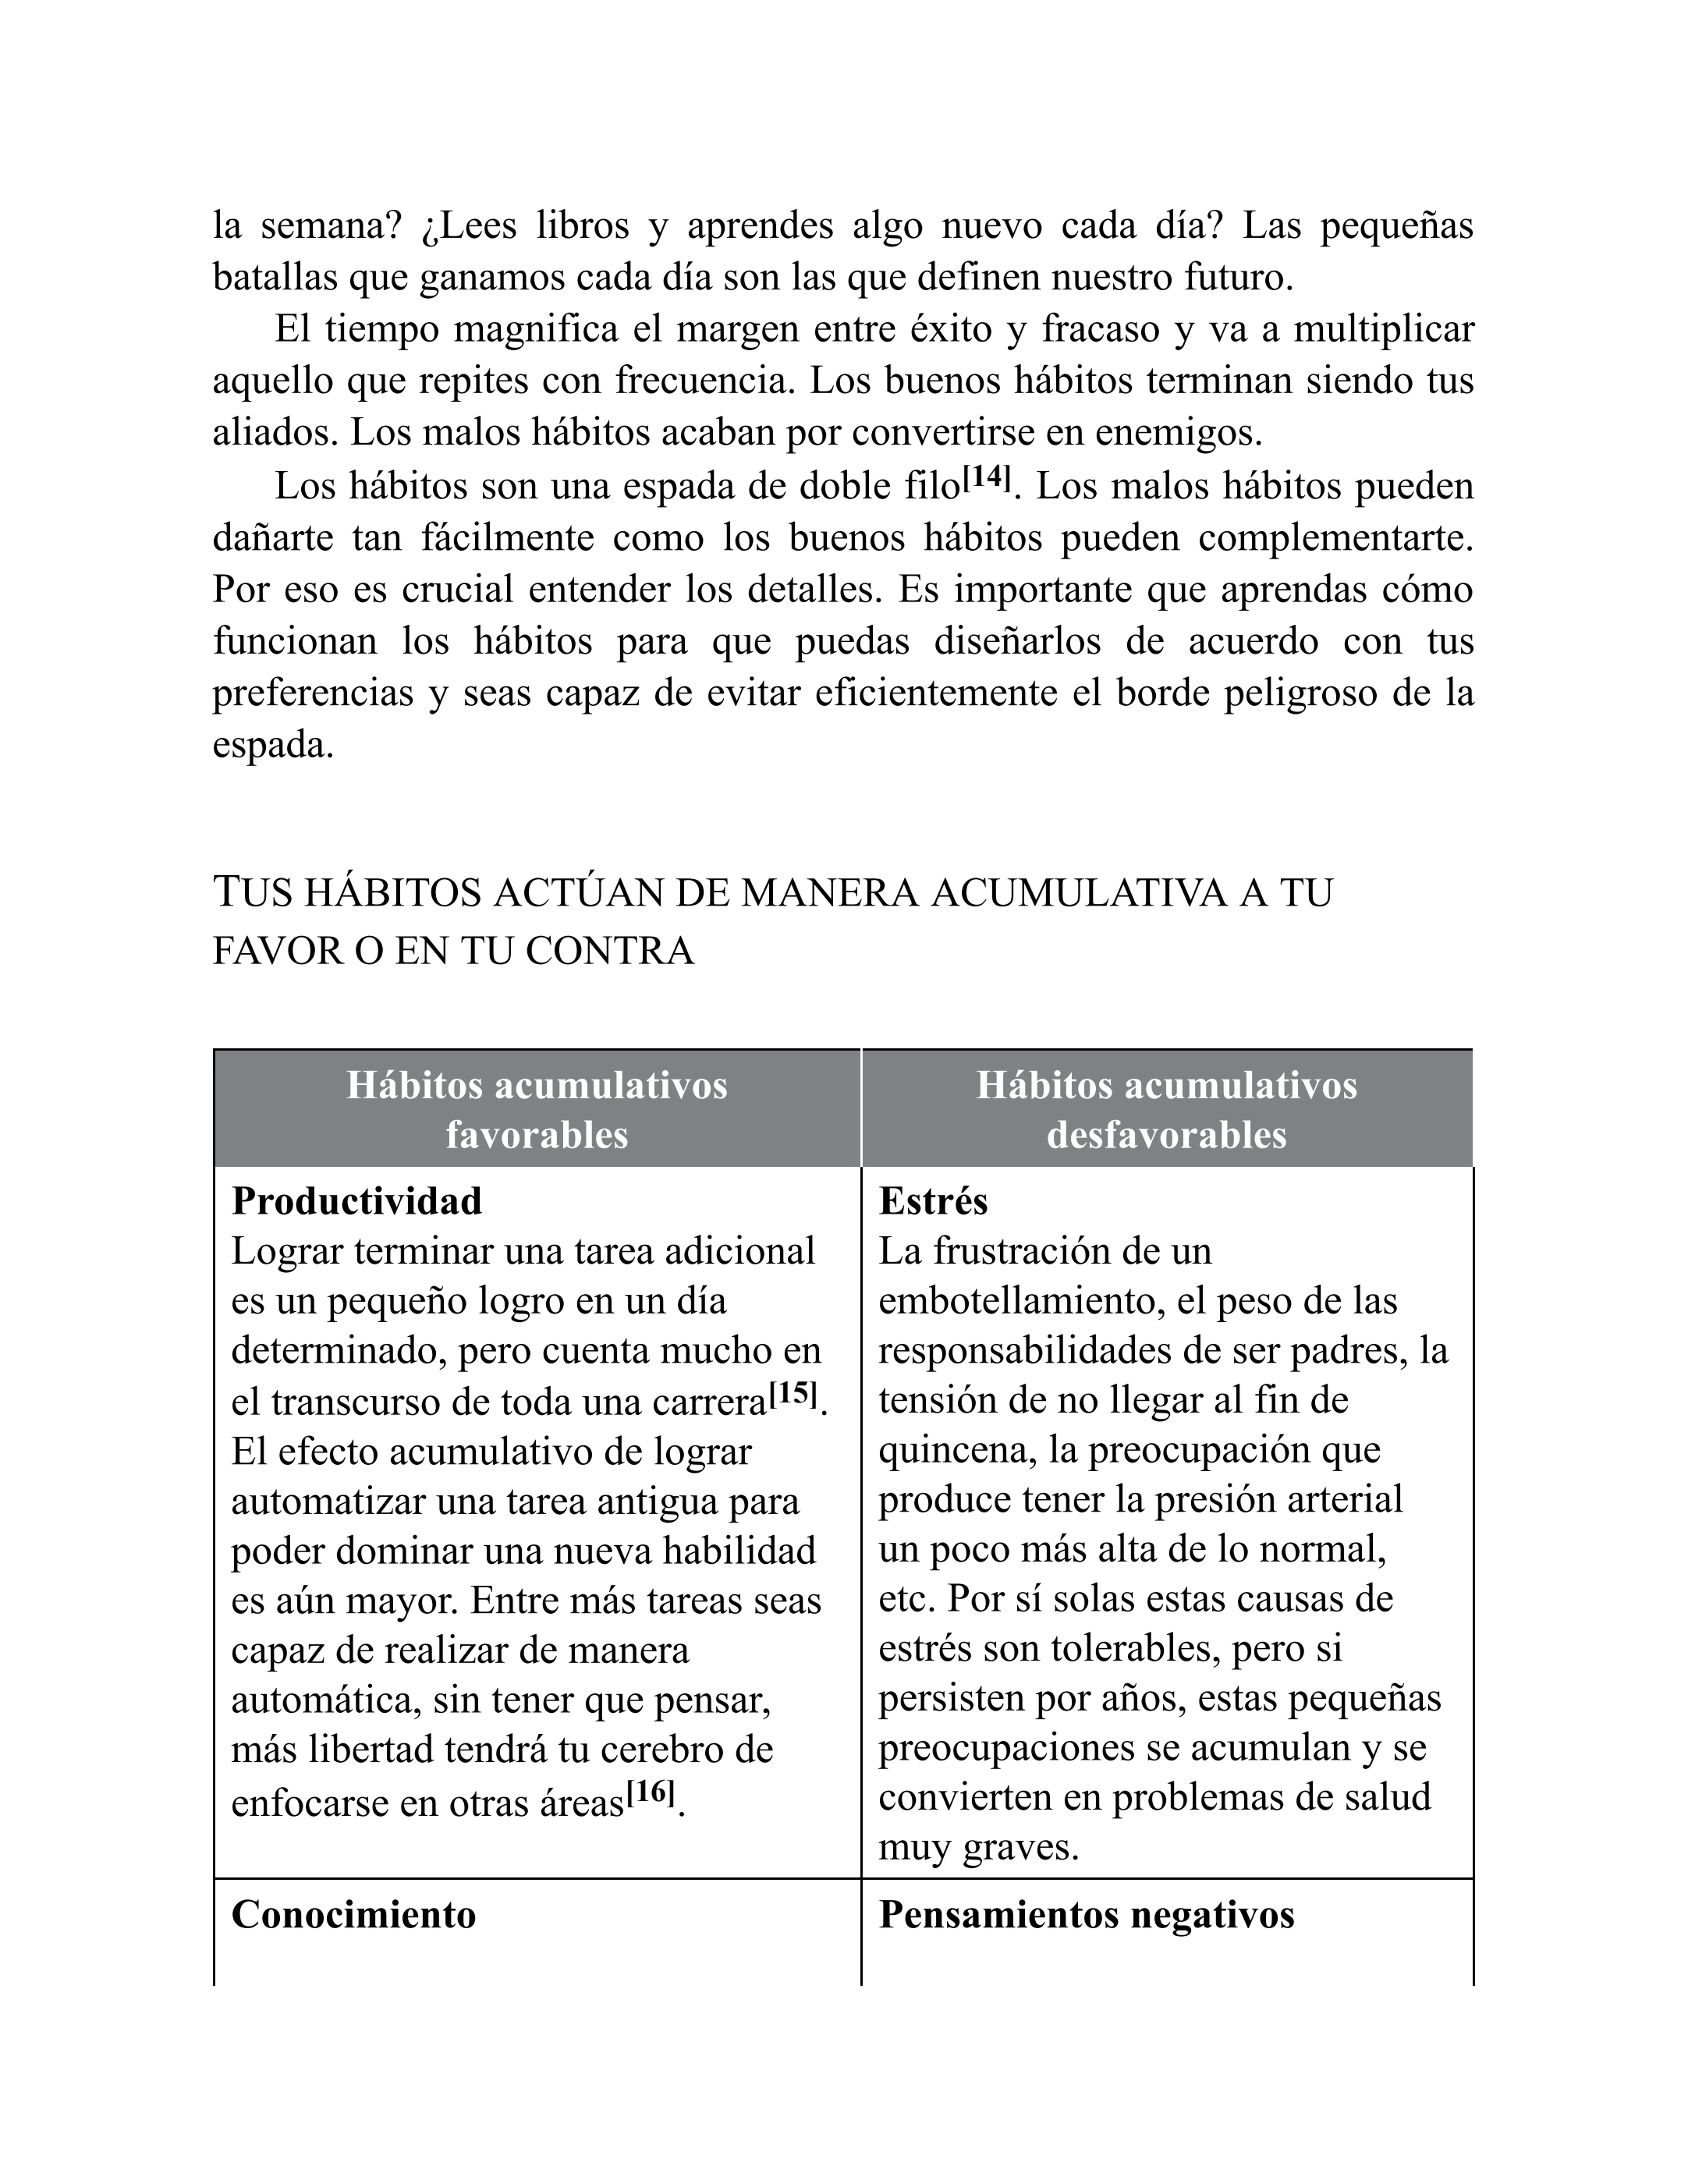 la semana? ¿Lees libros y aprendes algo nuevo cada día? Las pequeñas
batallas que ganamos cada día son las que definen nuestro futuro.
El tiempo magnifica el margen entre éxito y fracaso y va a multiplicar
aquello que repites con frecuencia. Los buenos hábitos terminan siendo tus
aliados. Los malos hábitos acaban por convertirse en enemigos.
Los hábitos son una espada de doble filo[14]. Los malos hábitos pueden
dañarte tan fácilmente como los buenos hábitos pueden complementarte.
Por eso es crucial entender los detalles. Es importante que aprendas cómo
funcionan los hábitos para que puedas diseñarlos de acuerdo con tus
preferencias y seas capaz de evitar eficientemente el borde peligroso de la
espada.
TUS HÁBITOS ACTÚAN DE MANERA ACUMULATIVA A TU
FAVOR O EN TU CONTRA
Hábitos acumulativos
favorables
Hábitos acumulativos
desfavorables
Productividad
Lograr terminar una tarea adicional
es un pequeño logro en un día
determinado, pero cuenta mucho en
el transcurso de toda una carrera[15].
El efecto acumulativo de lograr
automatizar una tarea antigua para
poder dominar una nueva habilidad
es aún mayor. Entre más tareas seas
capaz de realizar de manera
automática, sin tener que pensar,
más libertad tendrá tu cerebro de
enfocarse en otras áreas[16].
Estrés
La frustración de un
embotellamiento, el peso de las
responsabilidades de ser padres, la
tensión de no llegar al fin de
quincena, la preocupación que
produce tener la presión arterial
un poco más alta de lo normal,
etc. Por sí solas estas causas de
estrés son tolerables, pero si
persisten por años, estas pequeñas
preocupaciones se acumulan y se
convierten en problemas de salud
muy graves.
Conocimiento
Pensamientos negativos